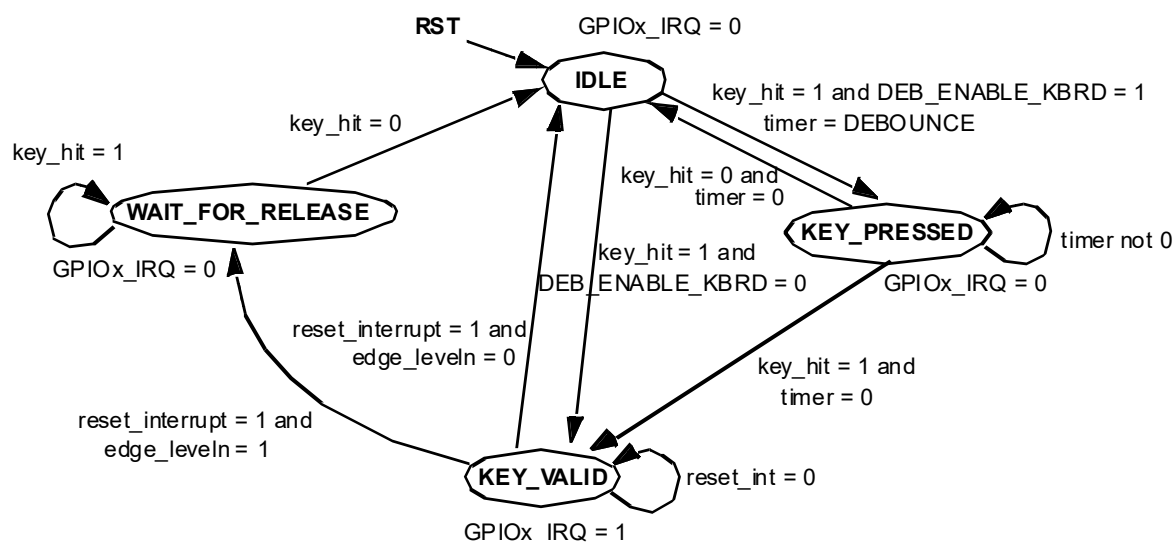 RST
GPIOx_IRQ = 0
IDLE
key_hit = 1 and DEB_ENABLE_KBRD = 1
timer = DEBOUNCE
key_hit = 0
key_hit = 1
key_hit = 0 and
timer = 0
WAIT_FOR_RELEASE
KEY_PRESSED
timer not 0
GPIOx_IRQ = 0
key_hit = 1 and
DEB_ENABLE_KBRD = 0
GPIOx_IRQ = 0
reset_interrupt = 1 and
edge_leveln = 0
key_hit = 1 and
timer = 0
reset_interrupt = 1 and
edge_leveln = 1
KEY_VALID
reset_int = 0
GPIOx_IRQ = 1